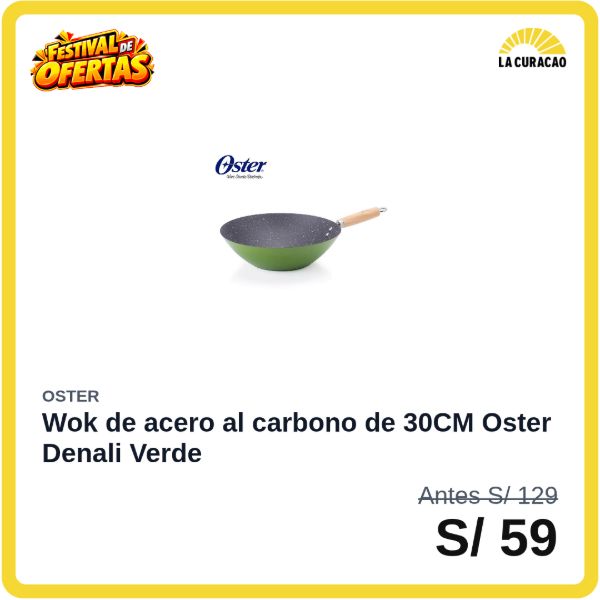 FESTIVAL DE
OFERTAS
LA CURACAO
Oster
OSTER
Wok de acero al carbono de 30CM Oster
Denali Verde
Antes S/ 129
S/ 59